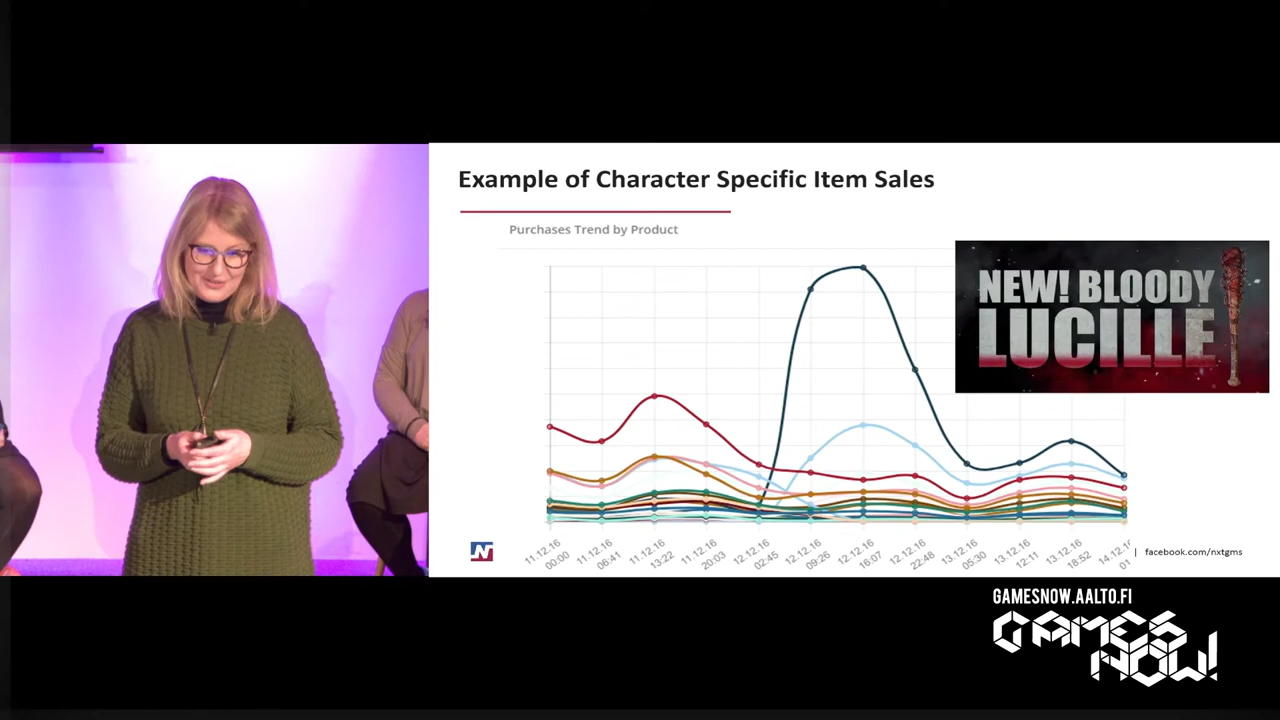 Example of Character Specific Item Sales
Purchases Trend by Product
NEW! BLOODY
LUCILLE
11.12.16
00:00
11.12.16
06:41
11.12.16
13:22
11.12.16
20:03
12.12.16
02:45
12.12.16
09:26
12.12.16
16:07
12.12.16
22:48
13.12.16
05:30
13.12.16
12:11
13.12.16
18:52
14.12.1
01
N
| facebook.com/nxtgms
GAMESNOW.AALTO.FI
GAMES
NOW!